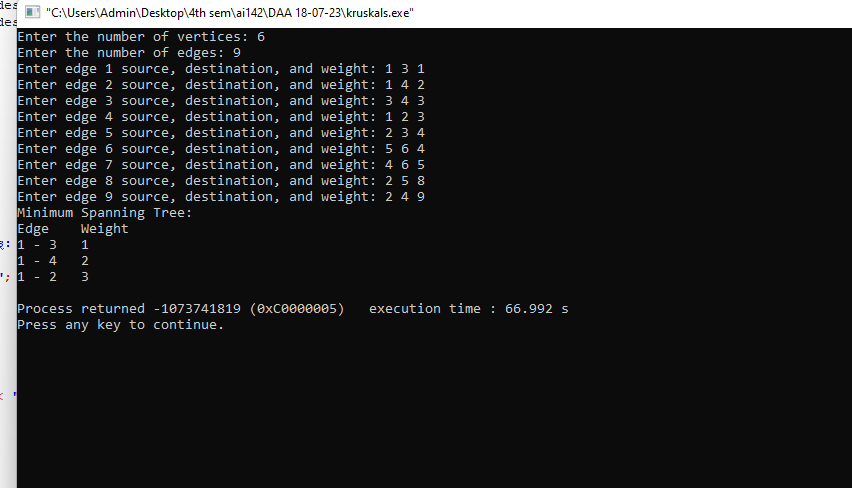 des
"C:\Users\Admin\Desktop\4th sem\ai142\DAA 18-07-23\kruskals.exe"
des
Enter the number of vertices: 6
Enter the number of edges: 9
Enter edge 1 source, destination, and weight: 1 3 1
Enter edge 2 source, destination, and weight: 1 4 2
Enter edge 3 source, destination, and weight: 3 4 3
Enter edge 4 source, destination, and weight: 1 2 3
Enter edge 5 source, destination, and weight: 2 3 4
Enter edge 6 source, destination, and weight: 5 6 4
Enter edge 7 source, destination, and weight: 4 6 5
Enter edge 8 source, destination, and weight: 2 5 8
Enter edge 9 source, destination, and weight: 2 4 9
Minimum Spanning Tree:
Edge    Weight
1 - 3   1
1 - 4   2
"; 1 - 2   3
Process returned -1073741819 (0xC0000005)   execution time : 66.992 s
Press any key to continue.
< "